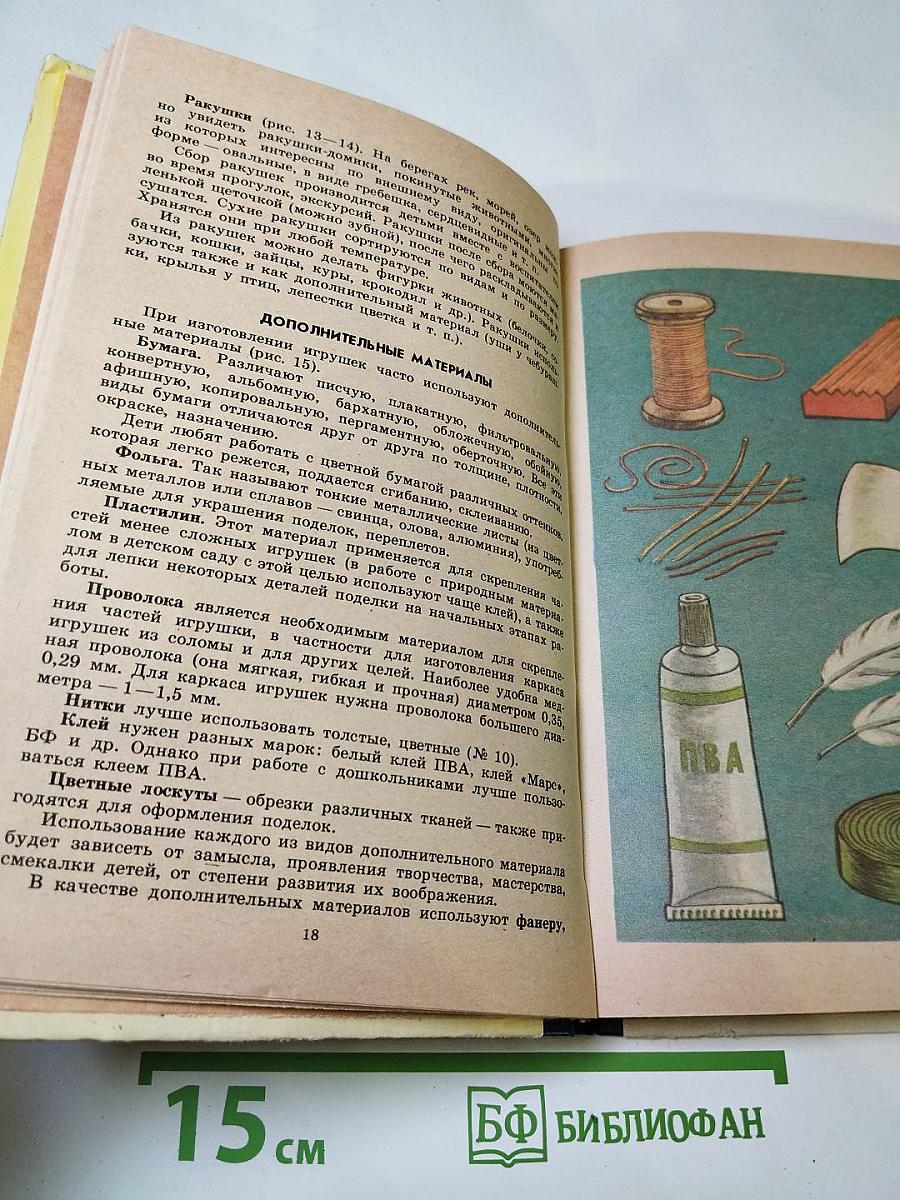 Ракушки (рис. 13—14). На берегах рек, морей, озер
но увидеть ракушки-домики, покинутые животными,
из которых интересны по внешнему виду, оригинальны
форме — овальные, в виде гребешка, сердцевидные и т. п.
Сбор ракушек производится детьми вместе с воспитателем
во время прогулок, экскурсий. Ракушки после сбора моются
ленькой щеточкой (можно зубной), после чего раскладываются и
сушатся. Сухие ракушки сортируются по видам и по размеру.
Хранятся они при любой температуре.
Из ракушек можно делать фигурки животных (белочки, со-
бачки, кошки, зайцы, куры, крокодил и др.). Ракушки исполь-
зуются также и как дополнительный материал (уши у чебураш-
ки, крылья у птиц, лепестки цветка и т. п.).
ДОПОЛНИТЕЛЬНЫЕ МАТЕРИАЛЫ
При изготовлении игрушек часто используют дополнитель-
ные материалы (рис. 15).
Бумага. Различают писчую, плакатную, фильтровальную,
конвертную, альбомную, бархатную, обложечную, обойную,
афишную, копировальную, пергаментную, оберточную. Все эти
виды бумаги отличаются друг от друга по толщине, плотности,
окраске, назначению.
Дети любят работать с цветной бумагой различных оттенков,
которая легко режется, поддается сгибанию, склеиванию.
Фольга. Так называют тонкие металлические листы (из цвет-
ных металлов или сплавов — свинца, олова, алюминия), употреб-
ляемые для украшения поделок, переплетов.
Пластилин. Этот материал применяется для скрепления ча-
стей менее сложных игрушек (в работе с природным материа-
лом в детском саду с этой целью используют чаще клей), а также
для лепки некоторых деталей поделки на начальных этапах ра-
боты.
Проволока является необходимым материалом для скрепле-
ния частей игрушки, в частности для изготовления каркаса
игрушек из соломы и для других целей. Наиболее удобна мед-
ная проволока (она мягкая, гибкая и прочная) диаметром 0,35,
0,29 мм. Для каркаса игрушек нужна проволока большего диа-
метра — 1—1,5 мм.
Нитки лучше использовать толстые, цветные (№ 10).
Клей нужен разных марок: белый клей ПВА, клей «Марс»,
БФ и др. Однако при работе с дошкольниками лучше пользо-
ваться клеем ПВА.
Цветные лоскуты — обрезки различных тканей — также при-
годятся для оформления поделок.
Использование каждого из видов дополнительного материала
будет зависеть от замысла, проявления творчества, мастерства,
смекалки детей, от степени развития их воображения.
В качестве дополнительных материалов используют фанеру,
18
ПВА
15 см
БФ БИБЛИОФАН